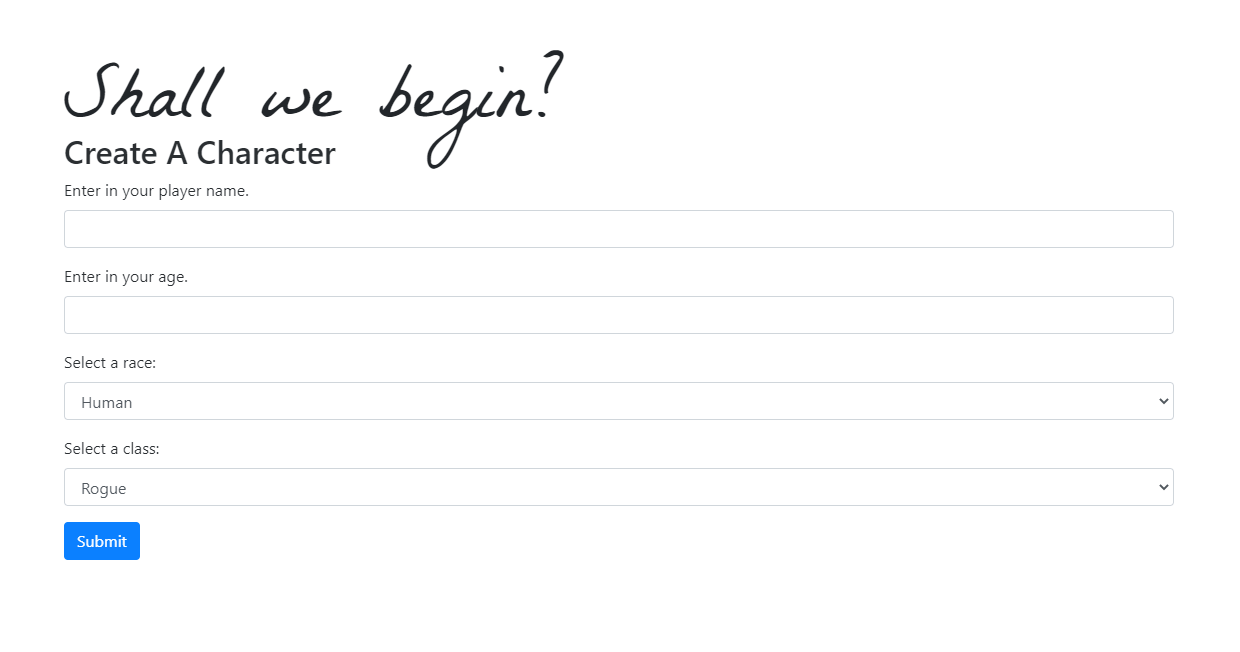 Shall we begin?
Create A Character
Enter in your player name.
Enter in your age.
Select a race:
Human
Select a class:
Rogue
Submit